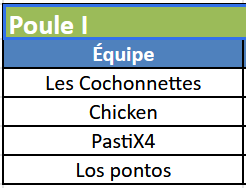 Poule I
Équipe
Les Cochonnettes
Chicken
PastiX4
Los pontos